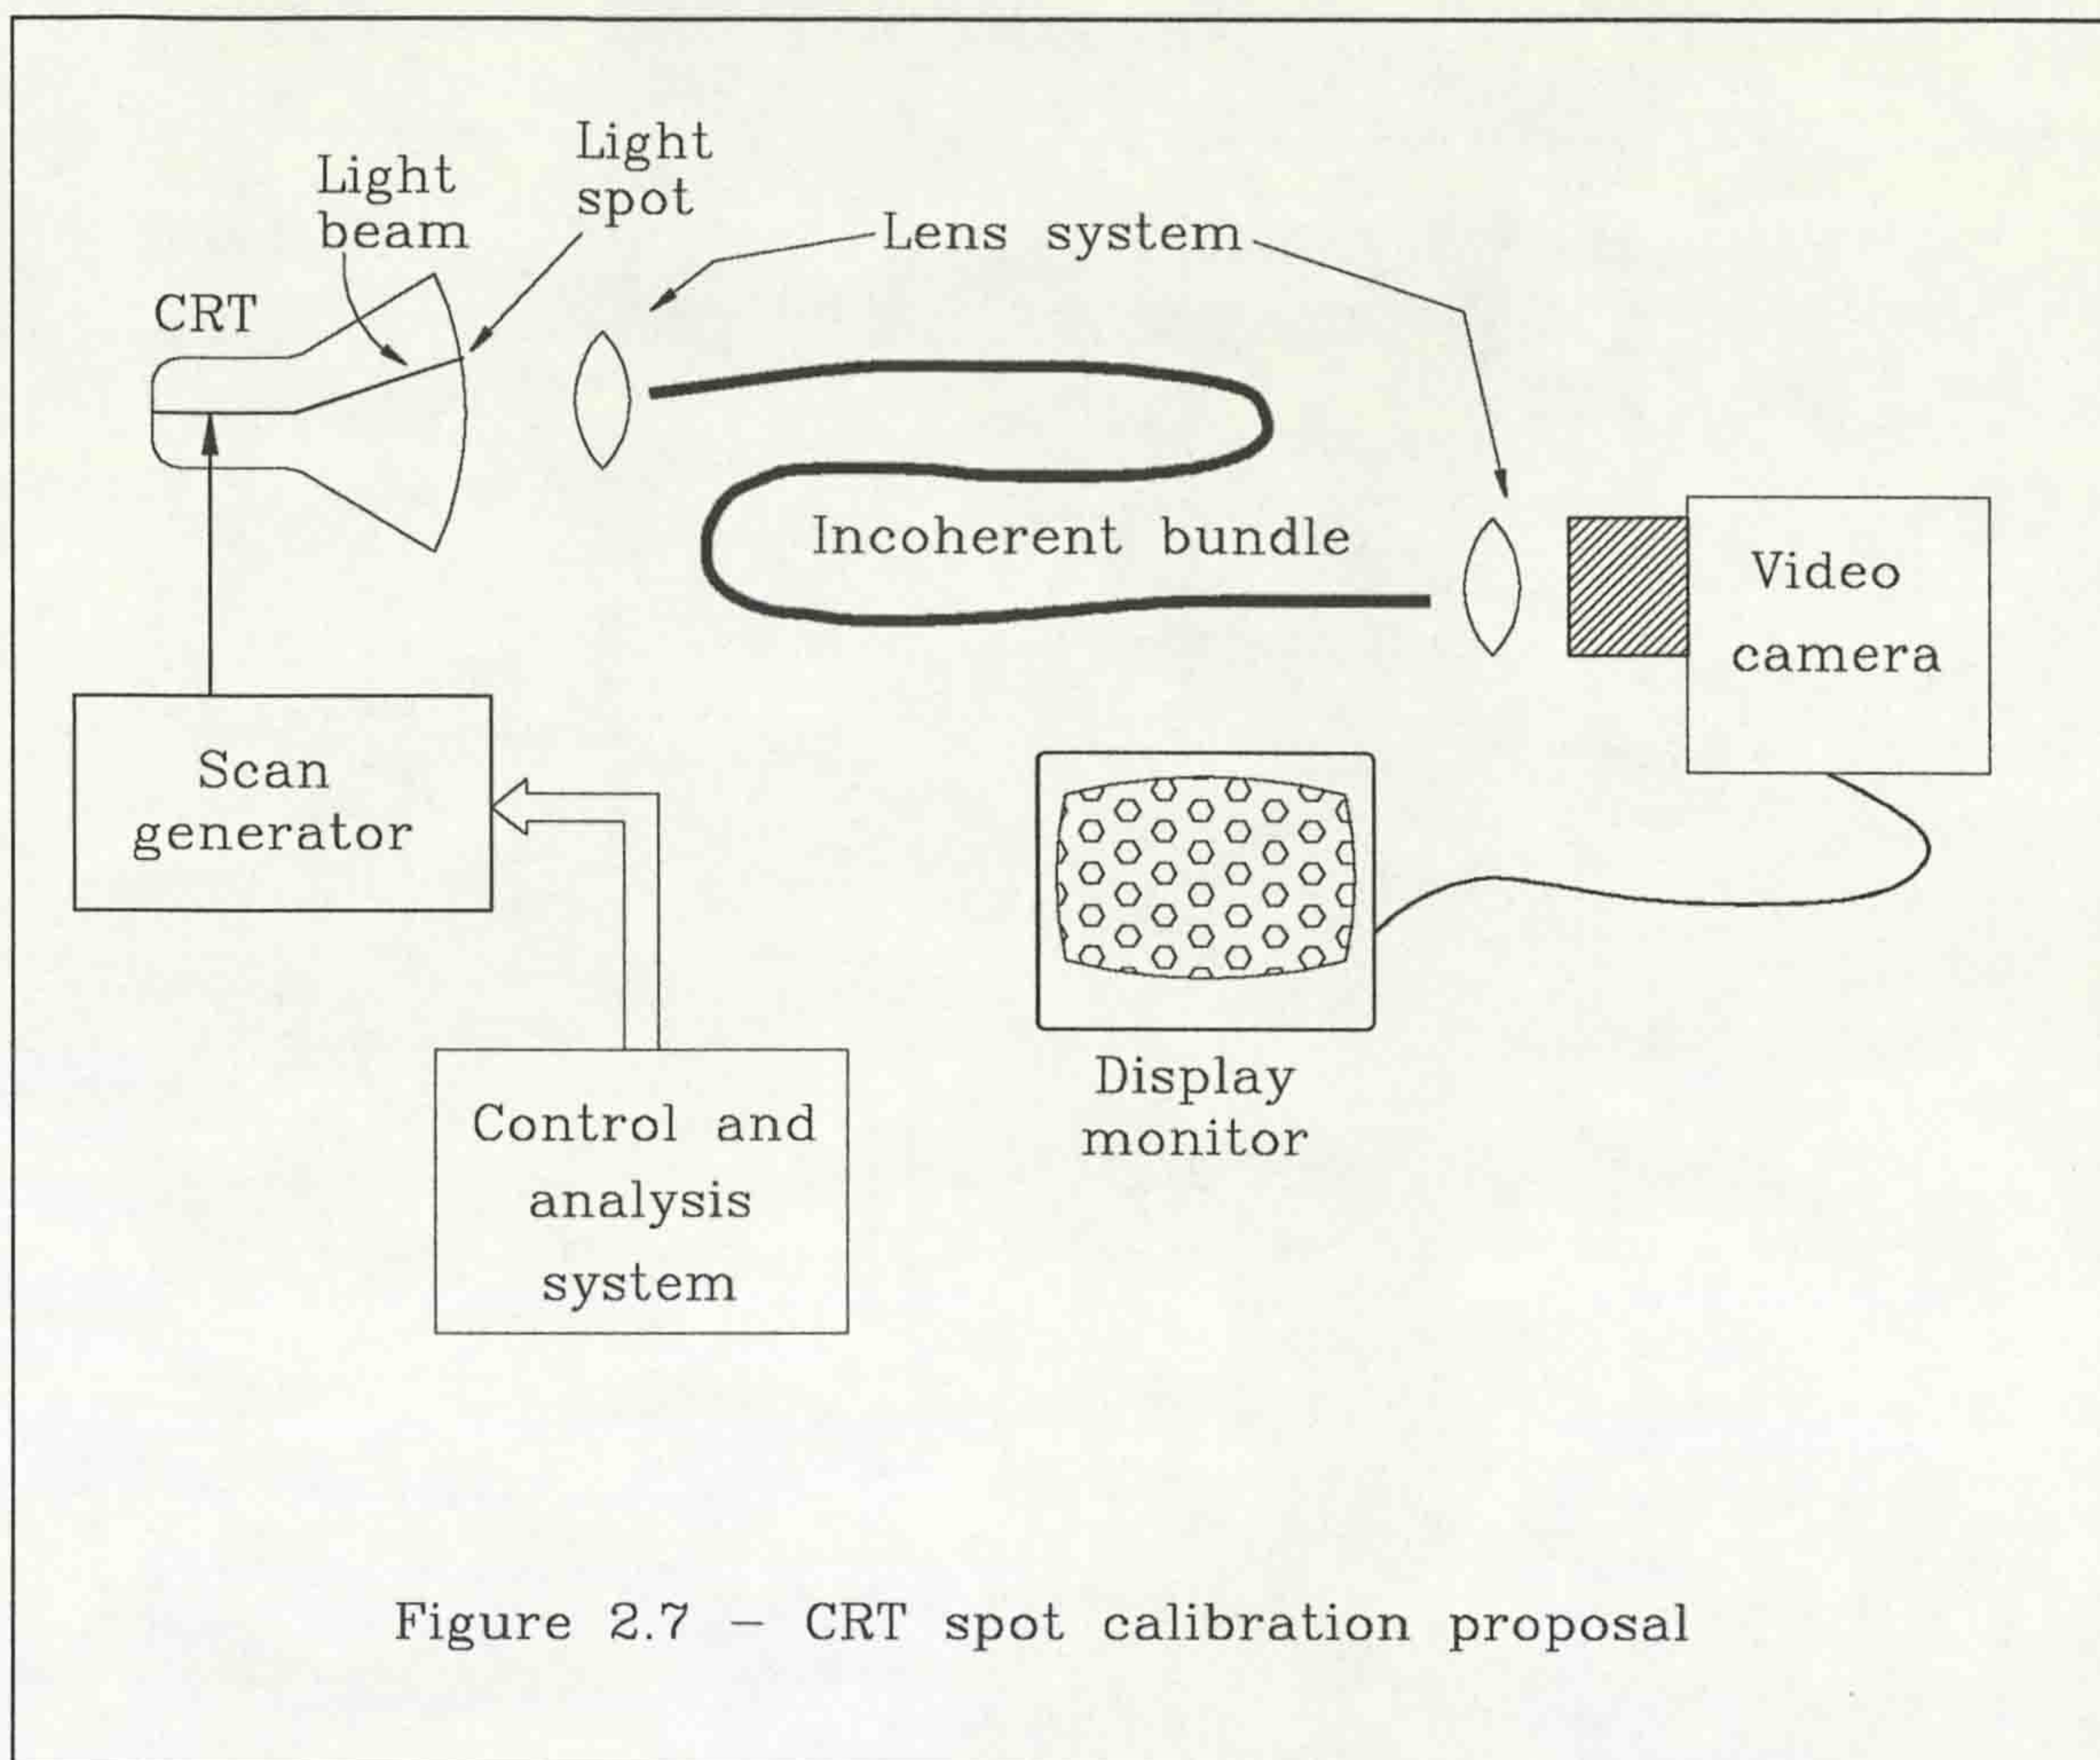 Light
beam
Light
spot
Lens system
CRT
Incoherent bundle
Video
camera
Scan
generator
Display
monitor
Control and
analysis
system
Figure 2.7 – CRT spot calibration proposal